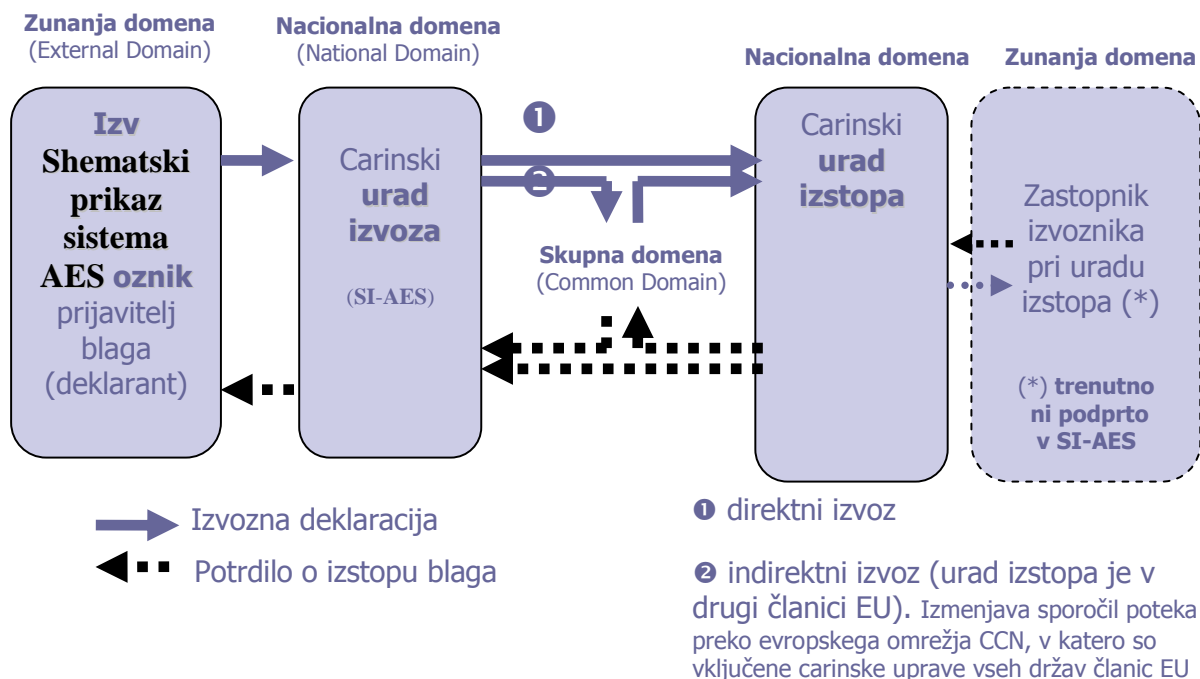 Zunanja domena
(External Domain)
Nacionalna domena
(National Domain)
Nacionalna domena
Zunanja domena
Izv
Shematski
prikaz
sistema
AES oznik
prijavitelj
blaga
(deklarant)
Carinski
urad
izvoza
(SI-AES)
❶
❷
Skupna domena
(Common Domain)
Carinski
urad
izstopa
Zastopnik
izvoznika
pri uradu
izstopa (*)
(*) trenutno
ni podprto
v SI-AES
Izvozna deklaracija
Potrdilo o izstopu blaga
❶ direktni izvoz
❷ indirektni izvoz (urad izstopa je v
drugi članici EU). Izmenjava sporočil poteka
preko evropskega omrežja CCN, v katero so
vključene carinske uprave vseh držav članic EU